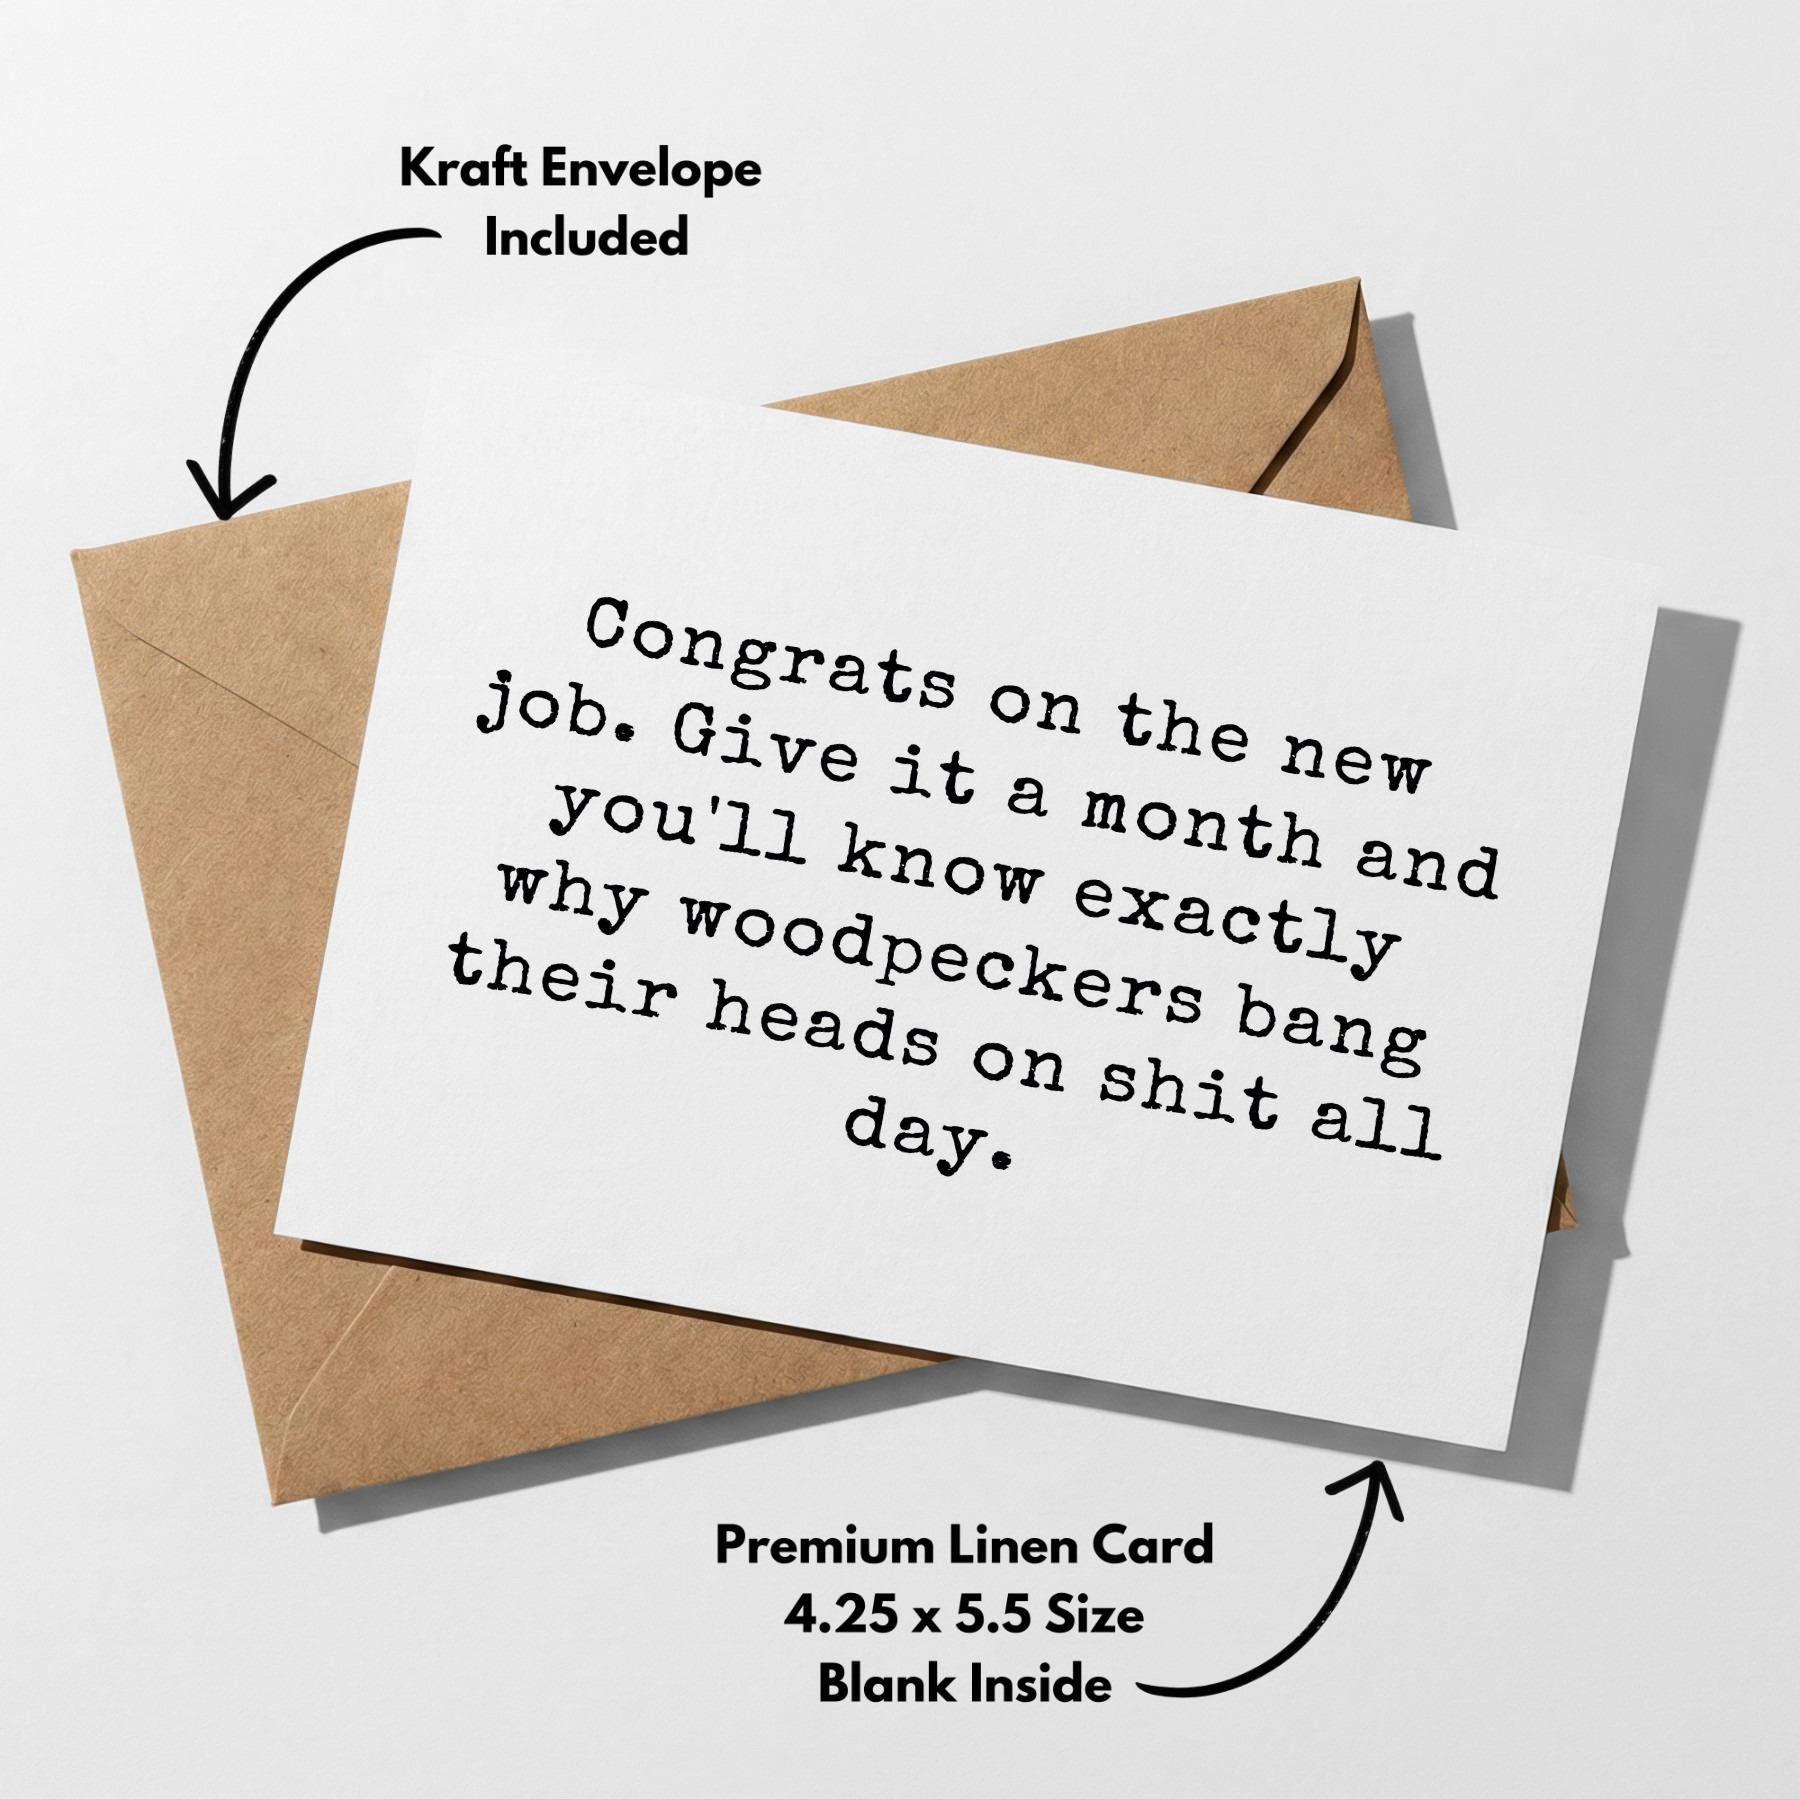 Kraft Envelope
Included
Congrats on the new
job. Give it a month and
you'll know exactly
why woodpeckers bang
their heads on shit all
day.
Premium Linen Card
4.25 x 5.5 Size
Blank Inside